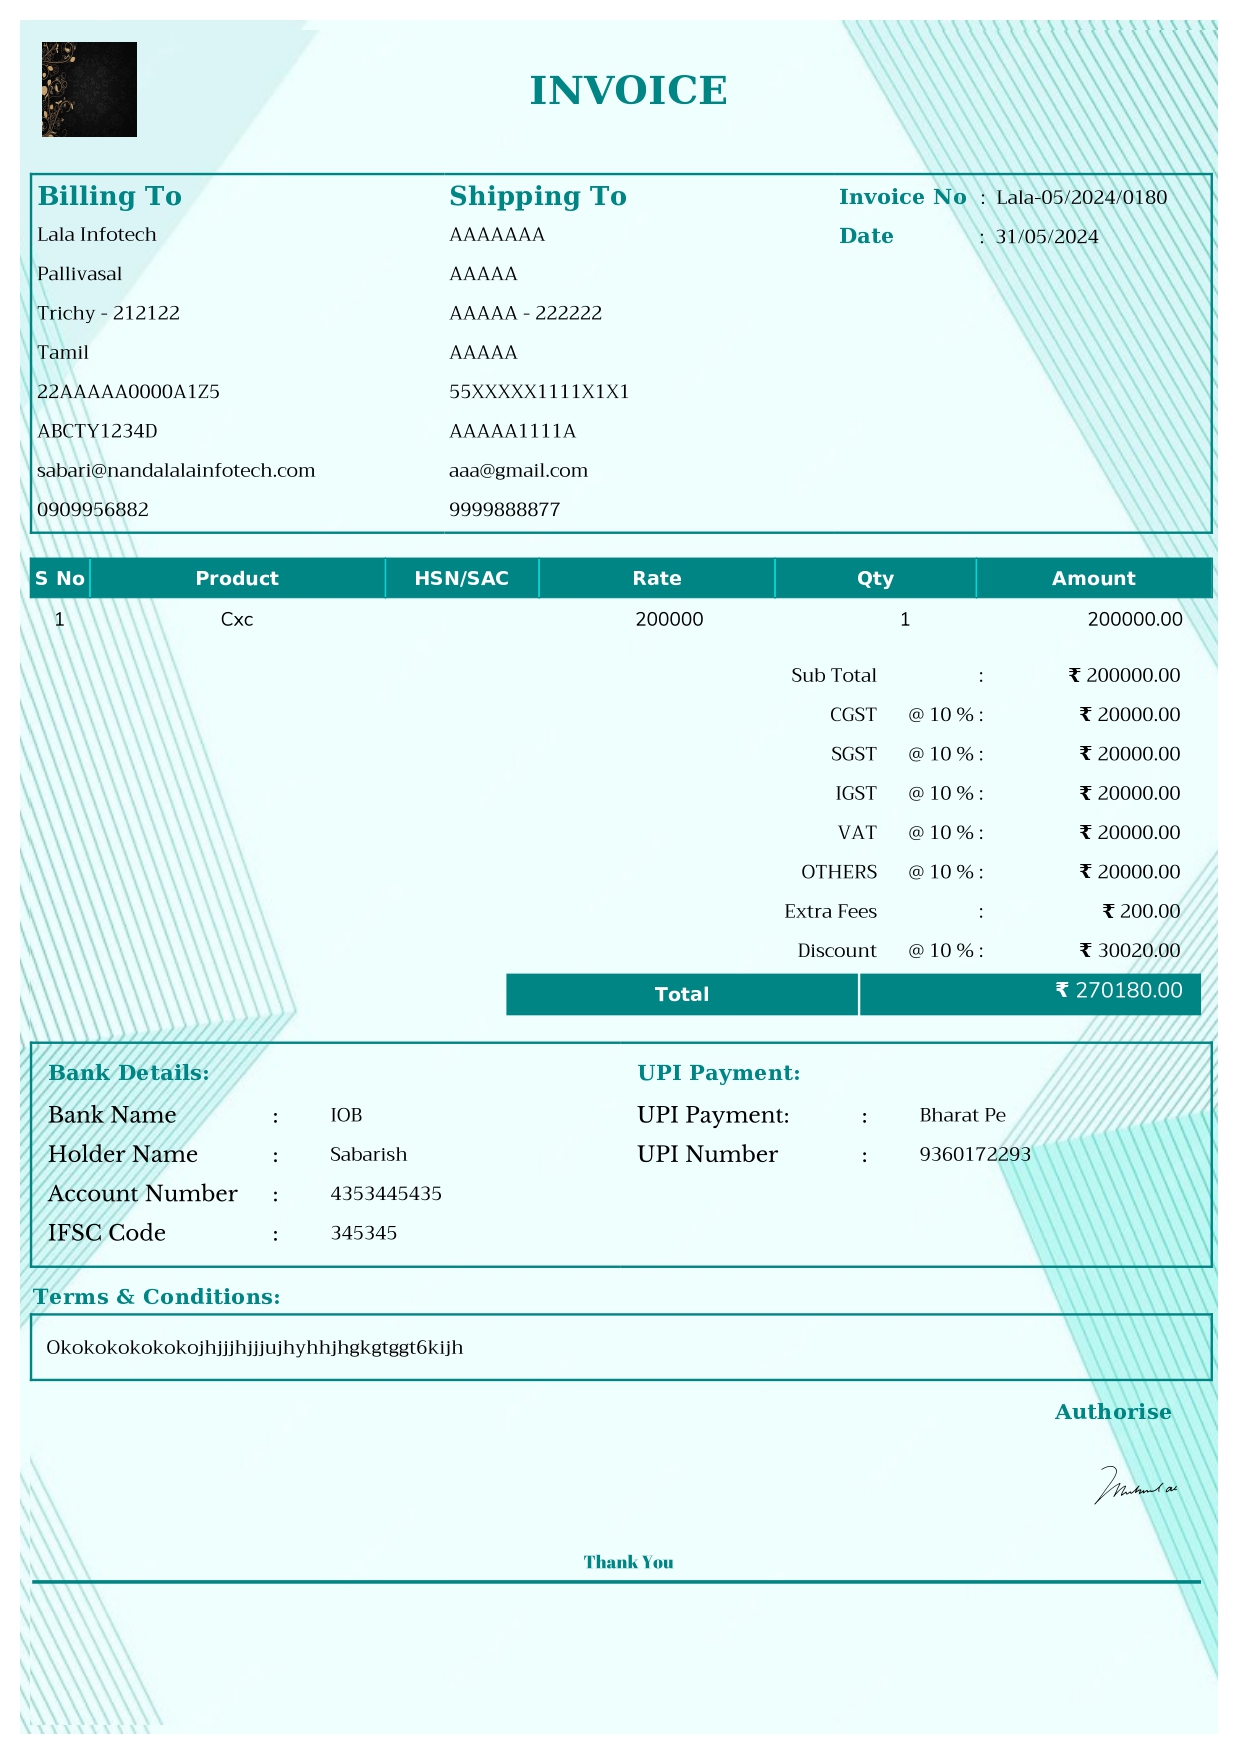 INVOICE
Billing To
Lala Infotech
Pallivasal
Trichy - 212122
Tamil
22AAAAA0000A1Z5
ABCTY1234D
sabari@nandalalainfotech.com
0909956882
Shipping To
AAAAAAA
AAAAA
AAAAA - 222222
AAAAA
55XXXXX1111X1X1
AAAAA1111A
aaa@gmail.com
9999888877
Invoice No : Lala-05/2024/0180
Date : 31/05/2024
S No Product HSN/SAC Rate Qty Amount
1 Cxc 200000 1 200000.00
Sub Total : ₹ 200000.00
CGST @ 10 % : ₹ 20000.00
SGST @ 10 % : ₹ 20000.00
IGST @ 10 % : ₹ 20000.00
VAT @ 10 % : ₹ 20000.00
OTHERS @ 10 % : ₹ 20000.00
Extra Fees : ₹ 200.00
Discount @ 10 % : ₹ 30020.00
Total ₹ 270180.00
Bank Details:
Bank Name : IOB
Holder Name : Sabarish
Account Number : 4353445435
IFSC Code : 345345
UPI Payment:
UPI Payment: : Bharat Pe
UPI Number : 9360172293
Terms & Conditions:
Okokokokokokojhjjjhjjjujhyhhjhgkgtggt6kijh
Authorise
Thank You